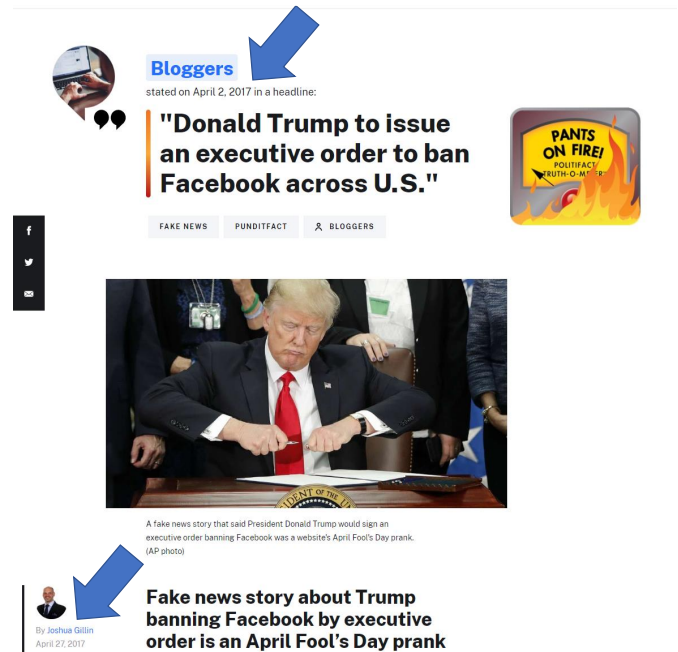 Bloggers
stated on April 2, 2017 in a headline:
"Donald Trump to issue
an executive order to ban
Facebook across U.S."
PANTS
ON FIRE!
POLITIFACT
TRUTH-O-METER
FAKE NEWS
PUNDITFACT
BLOGGERS
A fake news story that said President Donald Trump would sign an
executive order banning Facebook was a website's April Fool's Day prank.
(AP photo)
By Joshua Gillin
April 27, 2017
Fake news story about Trump
banning Facebook by executive
order is an April Fool’s Day prank